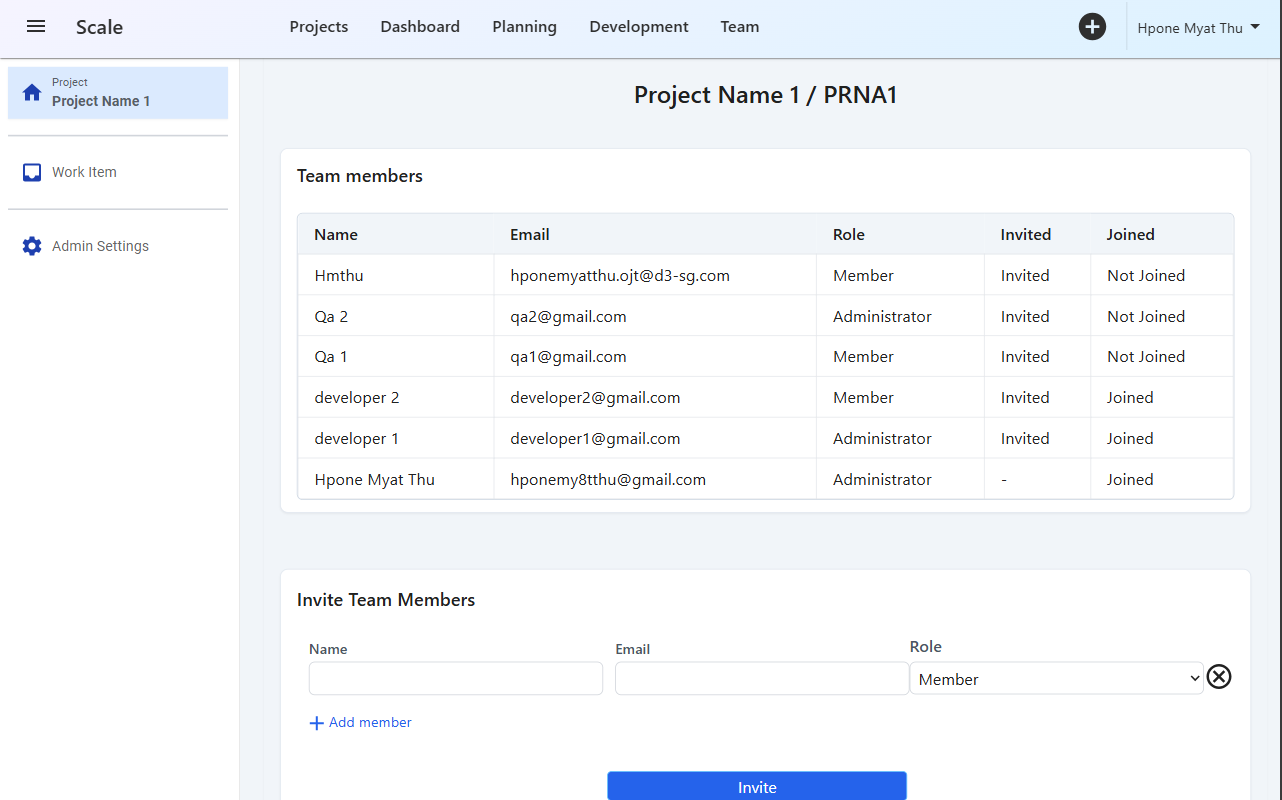 Scale Projects Dashboard Planning Development Team Hpone Myat Thu
Project
Project Name 1
Work Item
Admin Settings
Project Name 1 / PRNA1
Team members
Name Email Role Invited Joined
Hmthu hponemyatthu.ojt@d3-sg.com Member Invited Not Joined
Qa 2 qa2@gmail.com Administrator Invited Not Joined
Qa 1 qa1@gmail.com Member Invited Not Joined
developer 2 developer2@gmail.com Member Invited Joined
developer 1 developer1@gmail.com Administrator Invited Joined
Hpone Myat Thu hponemy8tthu@gmail.com Administrator - Joined
Invite Team Members
Name Email Role
Member
Add member
Invite